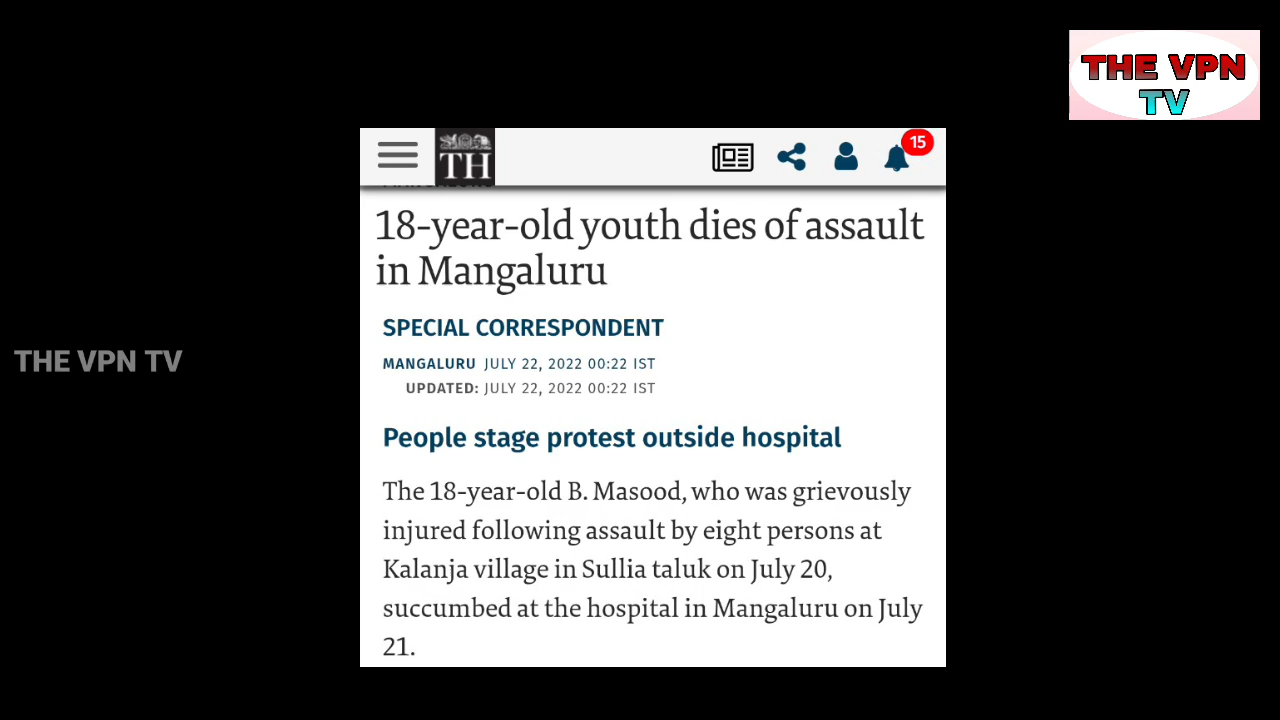 THE VPN
TV
TH
15
18-year-old youth dies of assault
in Mangaluru
SPECIAL CORRESPONDENT
MANGALURU JULY 22, 2022 00:22 IST
UPDATED: JULY 22, 2022 00:22 IST
THE VPN TV
People stage protest outside hospital
The 18-year-old B. Masood, who was grievously
injured following assault by eight persons at
Kalanja village in Sullia taluk on July 20,
succumbed at the hospital in Mangaluru on July
21.